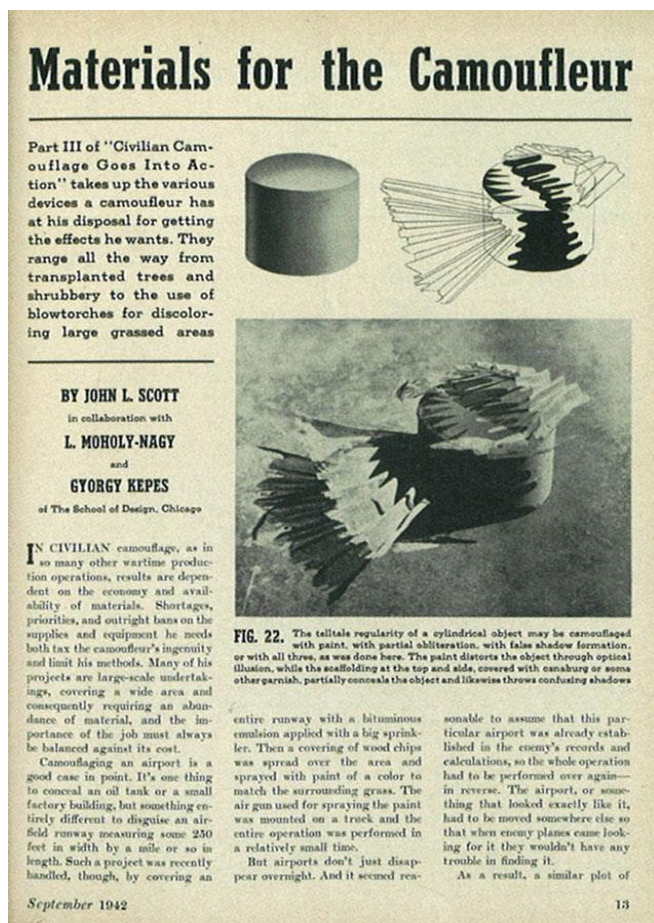 Materials for the Camoufleur
Part III of "Civilian Cam-
ouflage Goes Into Ac-
tion" takes up the various
devices a camoufleur has
at his disposal for getting
the effects he wants. They
range all the way from
transplanted trees and
shrubbery to the use of
blowtorches for discolor-
ing large grassed areas
BY JOHN L. SCOTT
in collaboration with
L. MOHOLY-NAGY
and
GYORGY KEPES
of The School of Design, Chicago
IN CIVILIAN camouflage, as in
so many other wartime produc-
tion operations, results are depen-
dent on the economy and avail-
ability of materials. Shortages,
priorities, and outright bans on the
supplies and equipment he needs
both tax the camoufleur's ingenuity
and limit his methods. Many of his
projects are large-scale undertak-
ings, covering a wide area and
consequently requiring an abun-
dance of material, and the im-
portance of the job must always
be balanced against its cost.
Camouflaging an airport is a
good case in point. It's one thing
to conceal an oil tank or a small
factory building, but something en-
tirely different to disguise an air-
field runway measuring some 250
feet in width by a mile or so in
length. Such a project was recently
handled, though, by covering an
FIG. 22. The telltale regularity of a cylindrical object may be camouflaged
with paint, with partial obliteration, with false shadow formation,
or with all three, as was done here. The paint distorts the object through optical
illusion, while the scaffolding at the top and side, covered with osnaburg or some
other garnish, partially conceals the object and likewise throws confusing shadows
entire runway with a bituminous
emulsion applied with a big sprink-
ler. Then a covering of wood chips
was spread over the area and
sprayed with paint of a color to
match the surrounding grass. The
air gun used for spraying the paint
was mounted on a truck and the
entire operation was performed in
a relatively small time.
But airports don't just disap-
pear overnight. And it seemed rea-
sonable to assume that this par-
ticular airport was already estab-
lished in the enemy's records and
calculations, so the whole operation
had to be performed over again—
in reverse. The airport, or some-
thing that looked exactly like it,
had to be moved somewhere else so
that when enemy planes came look-
ing for it they wouldn't have any
trouble in finding it.
As a result, a similar plot of
September 1942
13